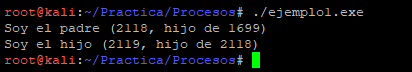 root@kali:~/Practica/Procesos# ./ejemplo1.exe
Soy el padre (2118, hijo de 1699)
Soy el hijo (2119, hijo de 2118)
root@kali:~/Practica/Procesos#